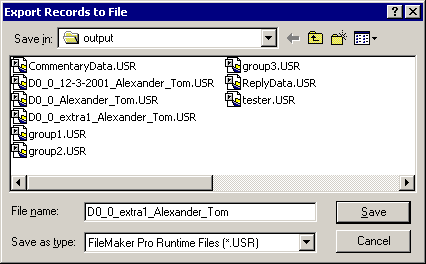 Export Records to File
Save in: output
CommentaryData.USR
D0_0_12-3-2001_Alexander_Tom.USR
D0_0_Alexander_Tom.USR
D0_0_extra1_Alexander_Tom.USR
group1.USR
group2.USR
group3.USR
ReplyData.USR
tester.USR
File name: D0_0_extra1_Alexander_Tom
Save
Save as type: FileMaker Pro Runtime Files (*.USR)
Cancel